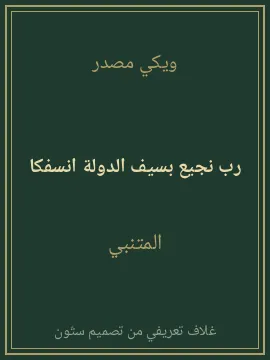 ويكي مصدر
رب نجيع بسيف الدولة انسفكا
المتنبي
غلاف تعريفي من تصميم سثون